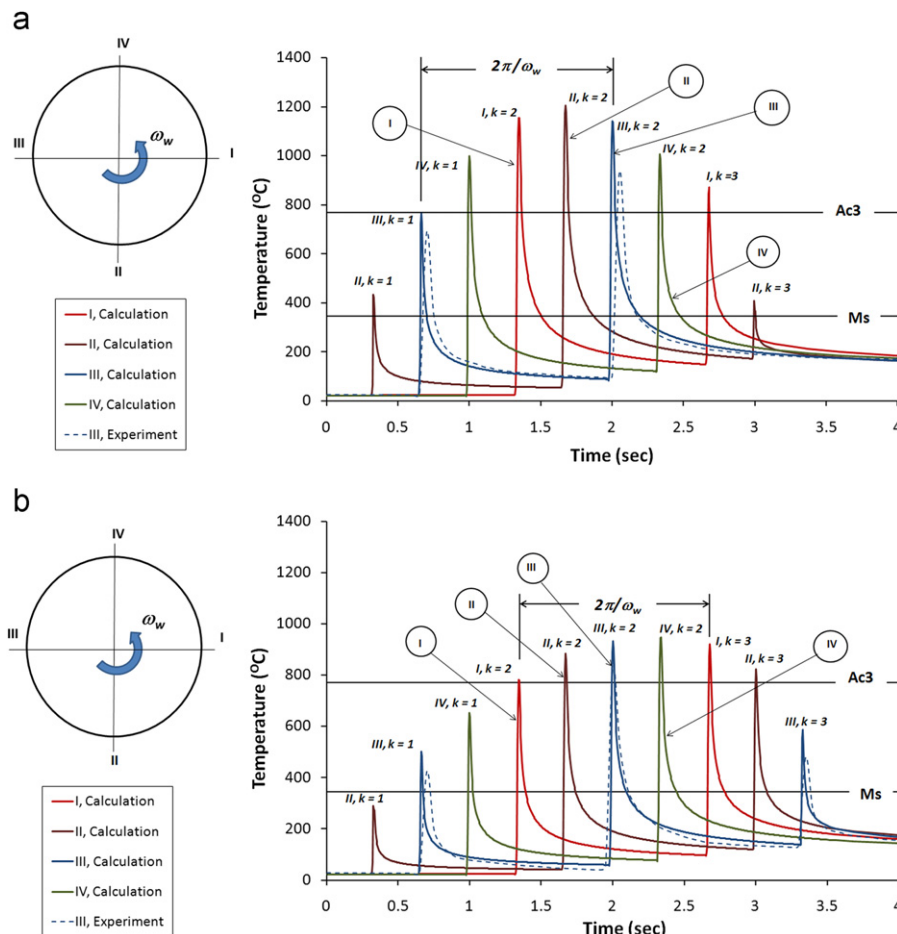 a
IV
III
I
II
ω_w
I, Calculation
II, Calculation
III, Calculation
IV, Calculation
III, Experiment
Temperature (°C)
1400
1200
1000
800
600
400
200
0
2π/ω_w
I
II
III
IV
II, k = 1
III, k = 1
IV, k = 1
I, k = 2
II, k = 2
III, k = 2
IV, k = 2
I, k =3
II, k = 3
Ac3
Ms
0 0.5 1 1.5 2 2.5 3 3.5 4
Time (sec)
b
IV
III
I
II
ω_w
I, Calculation
II, Calculation
III, Calculation
IV, Calculation
III, Experiment
Temperature (°C)
1400
1200
1000
800
600
400
200
0
2π/ω_w
I
II
III
IV
II, k = 1
III, k = 1
IV, k = 1
I, k = 2
II, k = 2
III, k = 2
IV, k = 2
I, k = 3
II, k = 3
III, k = 3
Ac3
Ms
0 0.5 1 1.5 2 2.5 3 3.5 4
Time (sec)